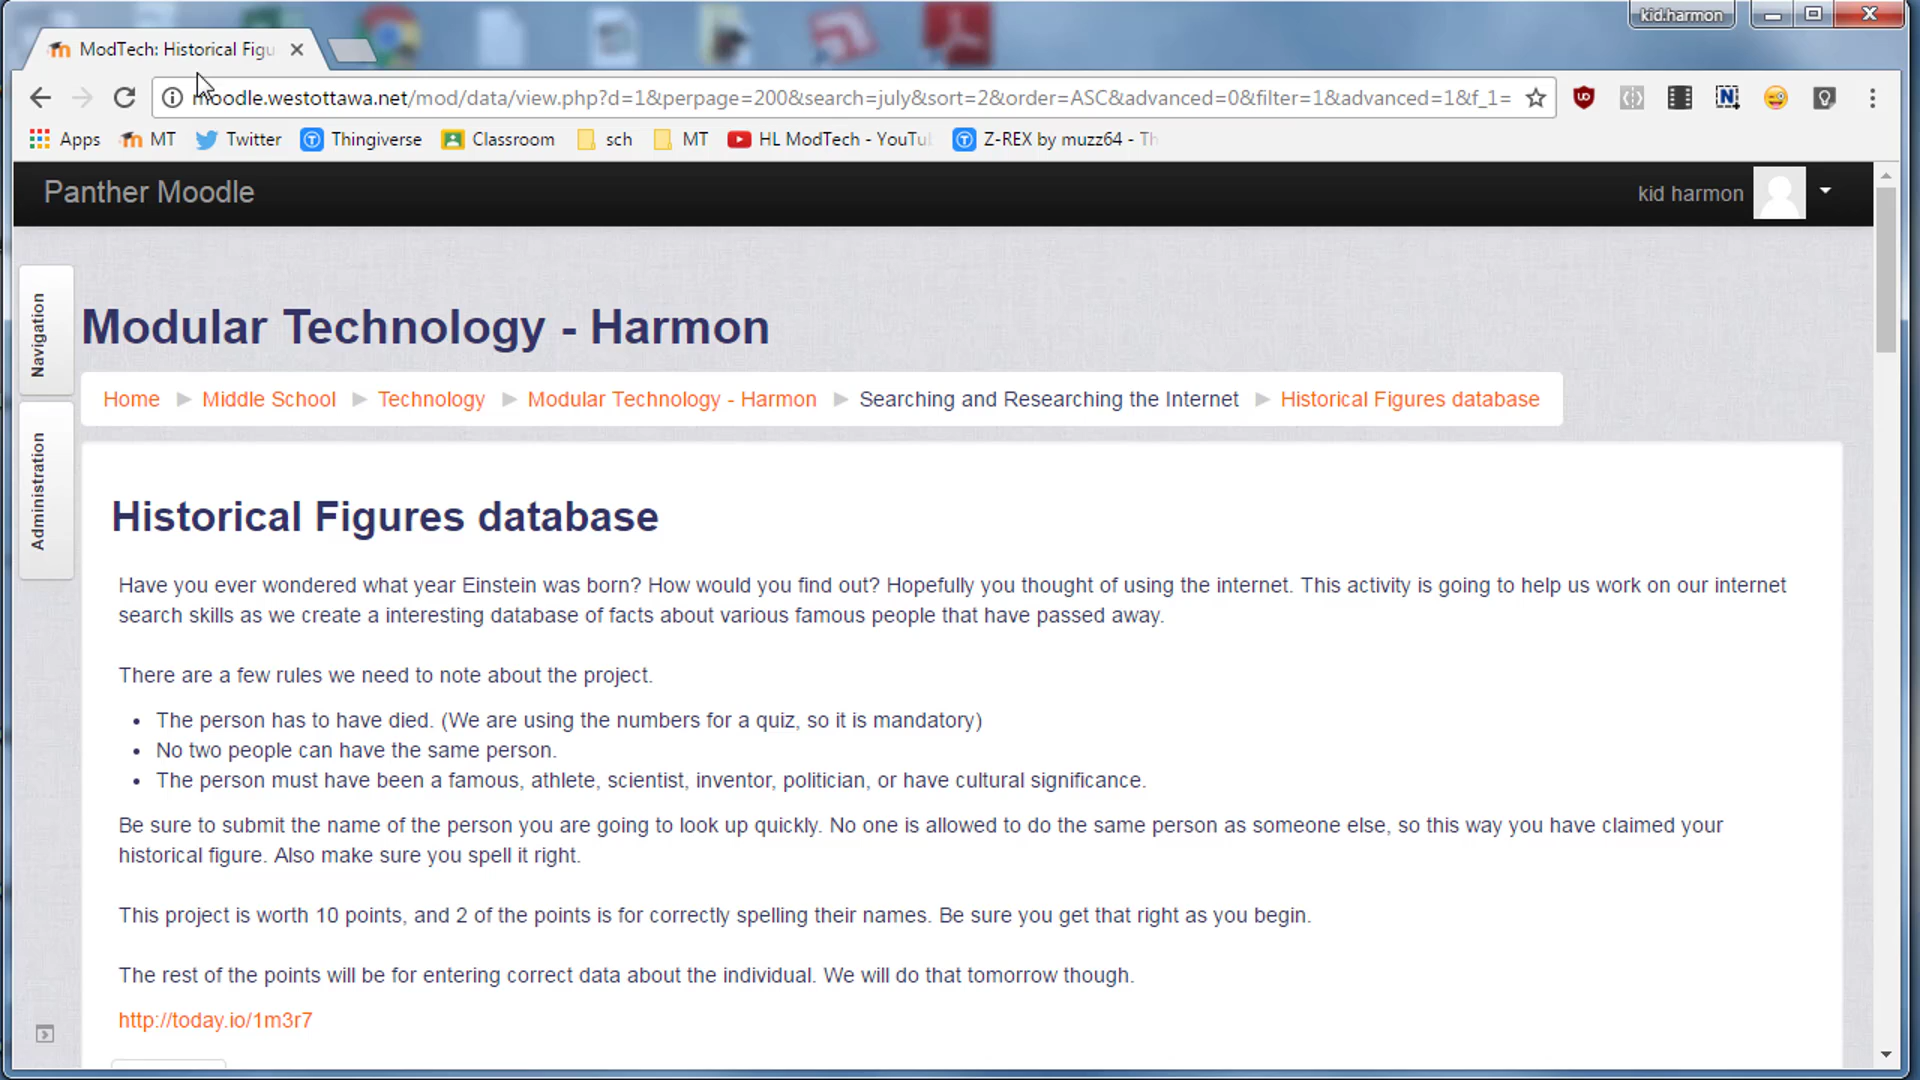 kid.harmon
ModTech: Historical Figu
moodle.westottawa.net/mod/data/view.php?d=1&perpage=200&search=july&sort=2&order=ASC&advanced=0&filter=1&advanced=1&f_1=
Apps MT Twitter Thingiverse Classroom sch MT HL ModTech - YouTu Z-REX by muzz64 - Th
Panther Moodle
kid harmon
Navigation
Administration
Modular Technology - Harmon
Home Middle School Technology Modular Technology - Harmon Searching and Researching the Internet Historical Figures database
Historical Figures database
Have you ever wondered what year Einstein was born? How would you find out? Hopefully you thought of using the internet. This activity is going to help us work on our internet
search skills as we create a interesting database of facts about various famous people that have passed away.
There are a few rules we need to note about the project.
• The person has to have died. (We are using the numbers for a quiz, so it is mandatory)
• No two people can have the same person.
• The person must have been a famous, athlete, scientist, inventor, politician, or have cultural significance.
Be sure to submit the name of the person you are going to look up quickly. No one is allowed to do the same person as someone else, so this way you have claimed your
historical figure. Also make sure you spell it right.
This project is worth 10 points, and 2 of the points is for correctly spelling their names. Be sure you get that right as you begin.
The rest of the points will be for entering correct data about the individual. We will do that tomorrow though.
http://today.io/1m3r7